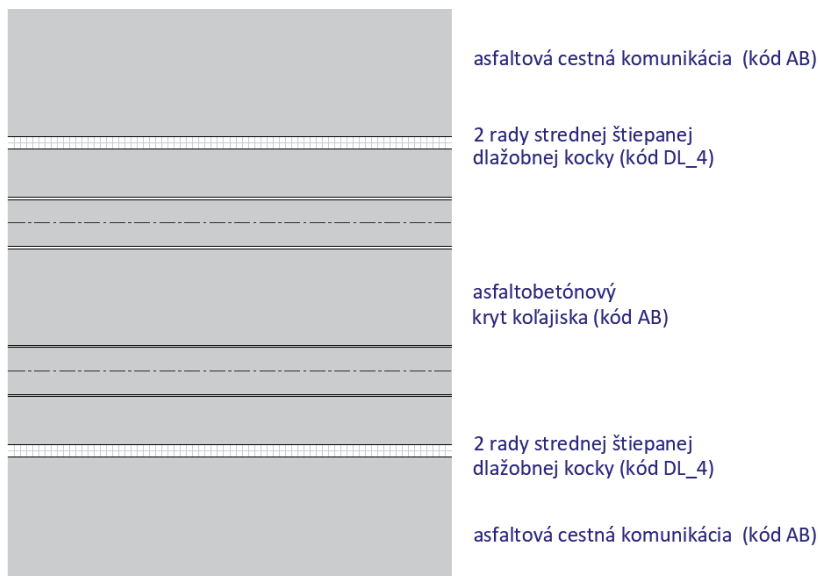 asfaltová cestná komunikácia  (kód AB)
2 rady strednej štiepanej
dlažobnej kocky (kód DL_4)
asfaltobetónový
kryt koľajiska (kód AB)
2 rady strednej štiepanej
dlažobnej kocky (kód DL_4)
asfaltová cestná komunikácia  (kód AB)